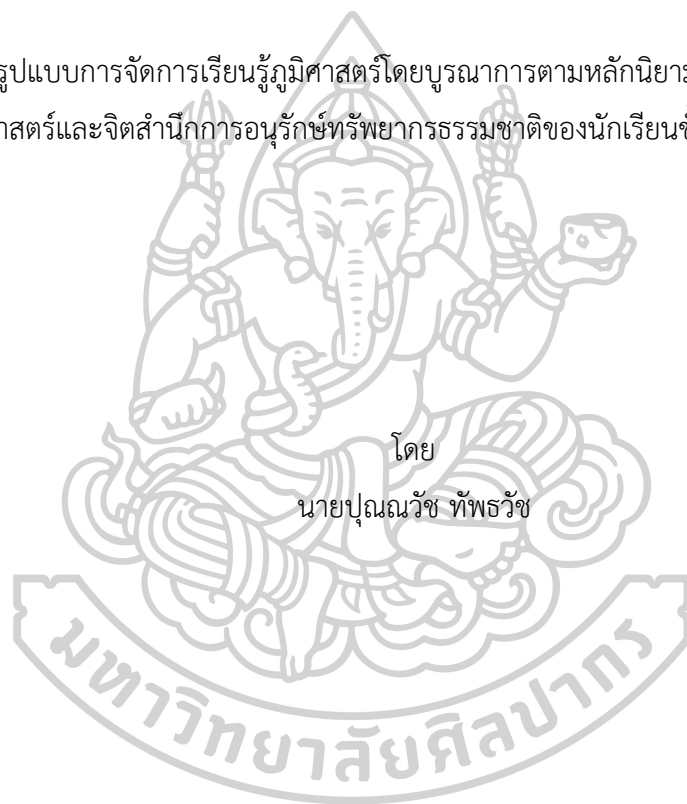 รูปแบบการจัดการเรียนรู้ภูมิศาสตร์โดยบูรณาการตามหลักนิยาม
าสตร์และจิตสำนึกการอนุรักษ์ทรัพยากรธรรมชาติของนักเรียนชั
โดย
นายปุณณวัช ทัพธวัช
มหาวิทยาลัยศิลปากร